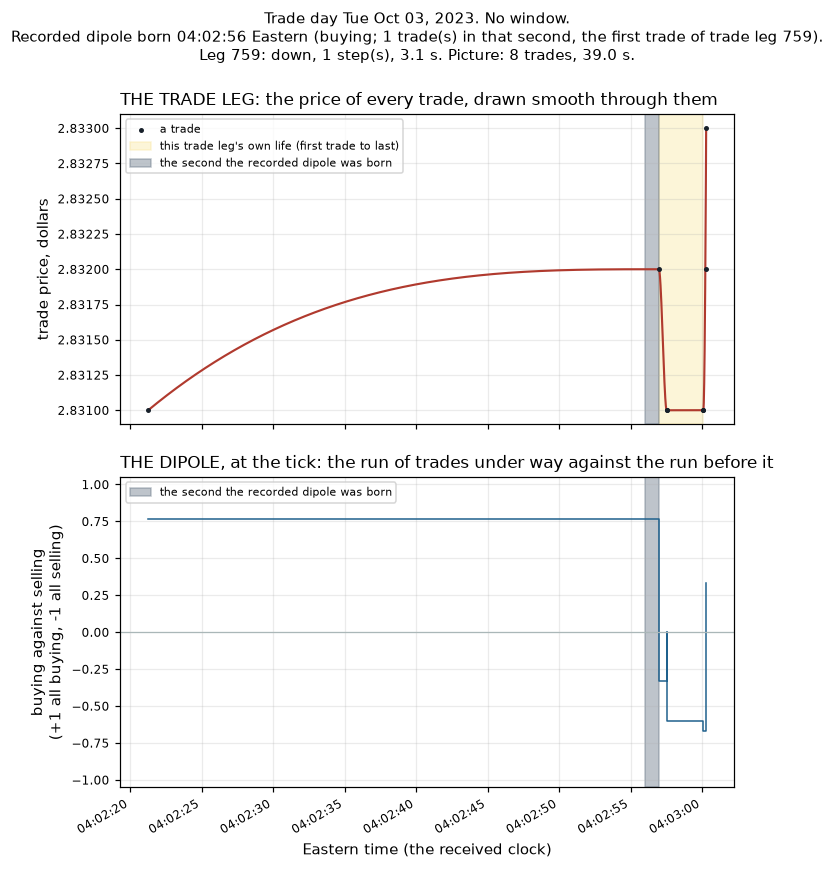 Trade day Tue Oct 03, 2023. No window.
Recorded dipole born 04:02:56 Eastern (buying; 1 trade(s) in that second, the first trade of trade leg 759).
Leg 759: down, 1 step(s), 3.1 s. Picture: 8 trades, 39.0 s.
THE TRADE LEG: the price of every trade, drawn smooth through them
a trade
this trade leg's own life (first trade to last)
the second the recorded dipole was born
2.83300
2.83275
2.83250
2.83225
2.83200
2.83175
2.83150
2.83125
2.83100
trade price, dollars
THE DIPOLE, at the tick: the run of trades under way against the run before it
the second the recorded dipole was born
1.00
0.75
0.50
0.25
0.00
−0.25
−0.50
−0.75
−1.00
buying against selling
(+1 all buying, -1 all selling)
04:02:20
04:02:25
04:02:30
04:02:35
04:02:40
04:02:45
04:02:50
04:02:55
04:03:00
Eastern time (the received clock)